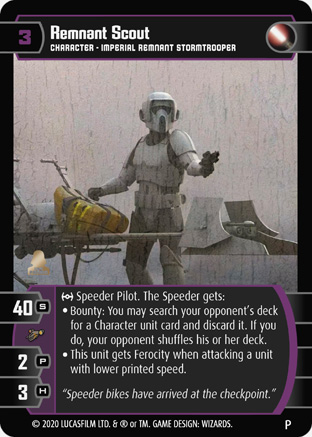 3 Remnant Scout
CHARACTER - IMPERIAL REMNANT STORMTROOPER
40 S
2 P
3 H
Speeder Pilot. The Speeder gets:
• Bounty: You may search your opponent's deck
for a Character unit card and discard it. If you
do, your opponent shuffles his or her deck.
• This unit gets Ferocity when attacking a unit
with lower printed speed.
"Speeder bikes have arrived at the checkpoint."
© 2020 LUCASFILM LTD. & ® or TM. GAME DESIGN: WIZARDS. P